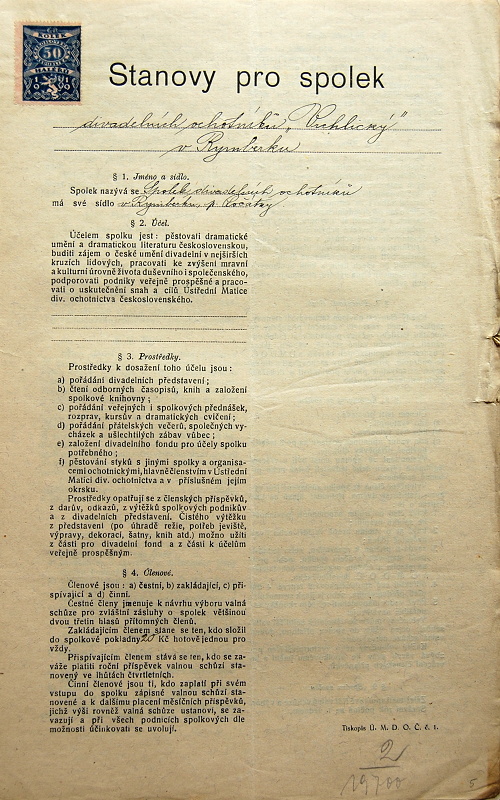 KOLEK
50
HALÉŘŮ
1919
Stanovy pro spolek
divadelních ochotníků „Vrchlický"
v Rymberku
§ 1. Jméno a sídlo.
Spolek nazývá se Spolek divadelních ochotníků
má své sídlo v Rymberku, p.
§ 2. Účel.
Účelem spolku jest: pěstovati dramatické
umění a dramatickou literaturu československou,
buditi zájem o české umění divadelní v nejširších
kruzích lidových, pracovati ke zvýšení mravní
a kulturní úrovně života duševního i společenského,
podporovati podniky veřejně prospěšné a praco-
vati o uskutečnění snah a cílů Ústřední Matice
div. ochotnictva československého.
§ 3. Prostředky.
Prostředky k dosažení toho účelu jsou:
a) pořádání divadelních představení;
b) čtení odborných časopisů, knih a založení
spolkové knihovny;
c) pořádání veřejných i spolkových přednášek,
rozprav, kursův a dramatických cvičení;
d) pořádání přátelských večerů, společných vy-
cházek a ušlechtilých zábav vůbec;
e) založení divadelního fondu pro účely spolku
potřebného;
f) pěstování styků s jinými spolky a organisa-
cemi ochotnickými, hlavně členstvím v Ústřední
Matici div. ochotnictva a v příslušném jejím
okrsku.
Prostředky opatřují se z členských příspěvků,
z darův, odkazů, z výtěžků spolkových podnikův
a z divadelních představení. Čistého výtěžku
z představení (po úhradě režie, potřeb jeviště,
výpravy, dekorací, šatny, knih atd.) možno užíti
z části pro divadelní fond a z části k účelům
veřejně prospěšným.
§ 4. Členové.
Členové jsou: a) čestní, b) zakládající, c) při-
spívající a d) činní.
Čestné členy jmenuje k návrhu výboru valná
schůze pro zvláštní zásluhy o spolek většinou
dvou třetin hlasů přítomných členů.
Zakládajícím členem stane se ten, kdo složil
do spolkové pokladny 20 Kč hotově jednou pro
vždy.
Přispívajícím členem stává se ten, kdo se za-
váže platiti roční příspěvek valnou schůzí sta-
novený ve lhůtách čtvrtletních.
Činní členové jsou ti, kdo zaplatí při svém
vstupu do spolku zápisné valnou schůzí stano-
vené a k dalšímu placení měsíčních příspěvků,
jichž výši rovněž valná schůze ustanoví, se za-
vazují a při všech podnicích spolkových dle
možnosti účinkovati se uvolují.
Tiskopis Ú. M. D. O. Č. č. 1.
2
19700
5